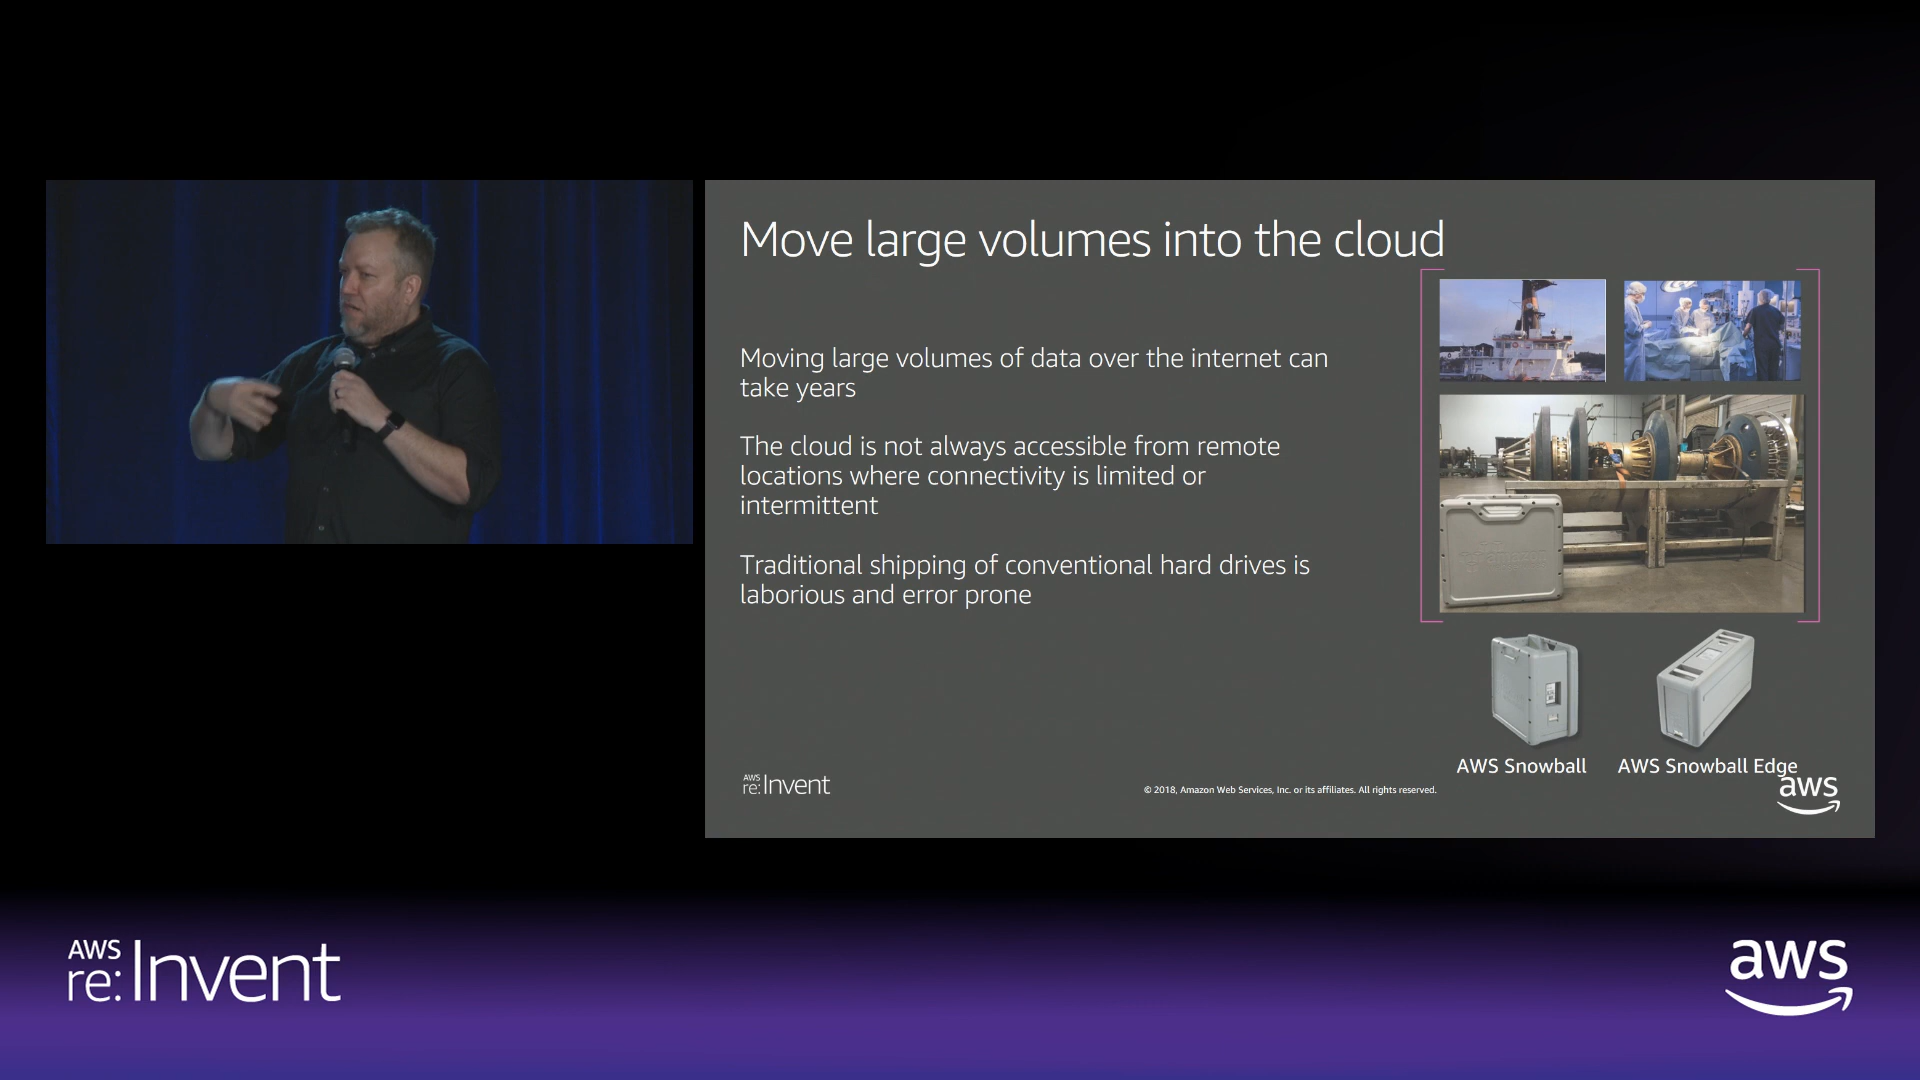 Move large volumes into the cloud
Moving large volumes of data over the internet can
take years
The cloud is not always accessible from remote
locations where connectivity is limited or
intermittent
Traditional shipping of conventional hard drives is
laborious and error prone
AWS Snowball
AWS Snowball Edge
AWS
re:Invent
© 2018, Amazon Web Services, Inc. or its affiliates. All rights reserved.
aws
AWS
re:Invent
aws